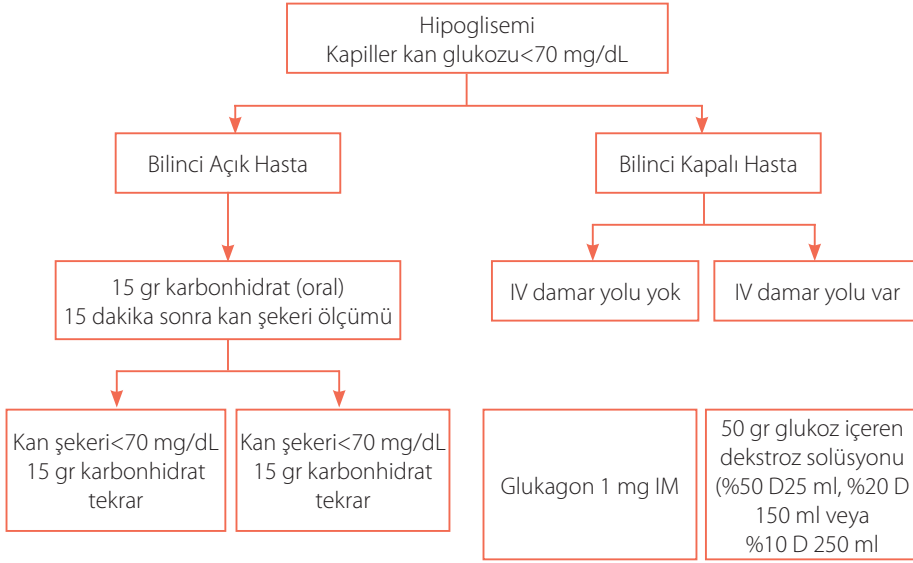 Hipoglisemi
Kapiller kan glukozu<70 mg/dL
Bilinci Açık Hasta
Bilinci Kapalı Hasta
15 gr karbonhidrat (oral)
15 dakika sonra kan şekeri ölçümü
IV damar yolu yok
IV damar yolu var
Kan şekeri<70 mg/dL
15 gr karbonhidrat
tekrar
Kan şekeri<70 mg/dL
15 gr karbonhidrat
tekrar
Glukagon 1 mg IM
50 gr glukoz içeren
dekstroz solüsyonu
(%50 D25 ml, %20 D
150 ml veya
%10 D 250 ml